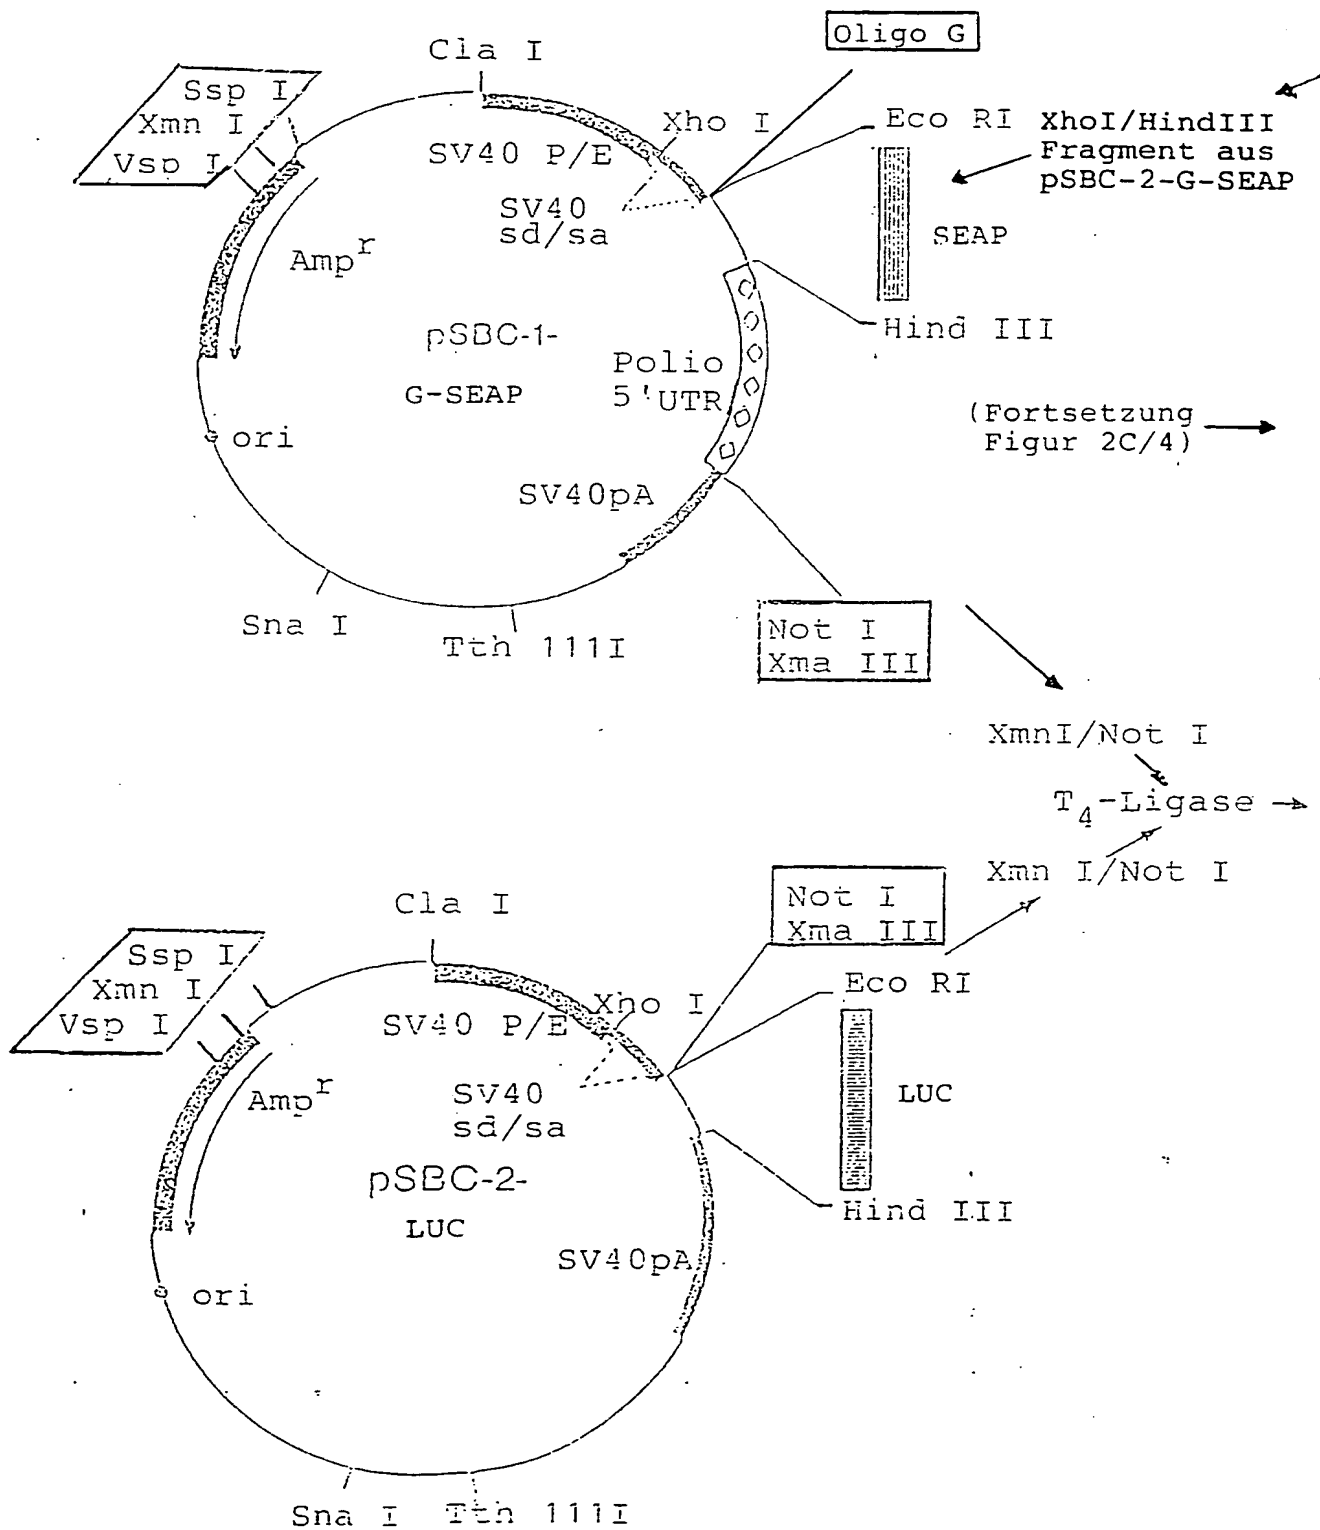 Oligo G
Cla I
Ssp I
Xmn I
Vsp I
Xho I
Eco RI
XhoI/HindIII
Fragment aus
pSBC-2-G-SEAP
SV40 P/E
SV40
sd/sa
SEAP
Amp^r
Hind III
pSBC-1-
G-SEAP
Polio
5'UTR
(Fortsetzung
Figur 2C/4)
ori
SV40pA
Sna I
Tth 111I
Not I
Xma III
XmnI/Not I
T4-Ligase
Xmn I/Not I
Not I
Xma III
Cla I
Ssp I
Xmn I
Vsp I
Xho I
Eco RI
SV40 P/E
SV40
sd/sa
LUC
Amp^r
pSBC-2-
LUC
Hind III
SV40pA
ori
Sna I
Tth 111I